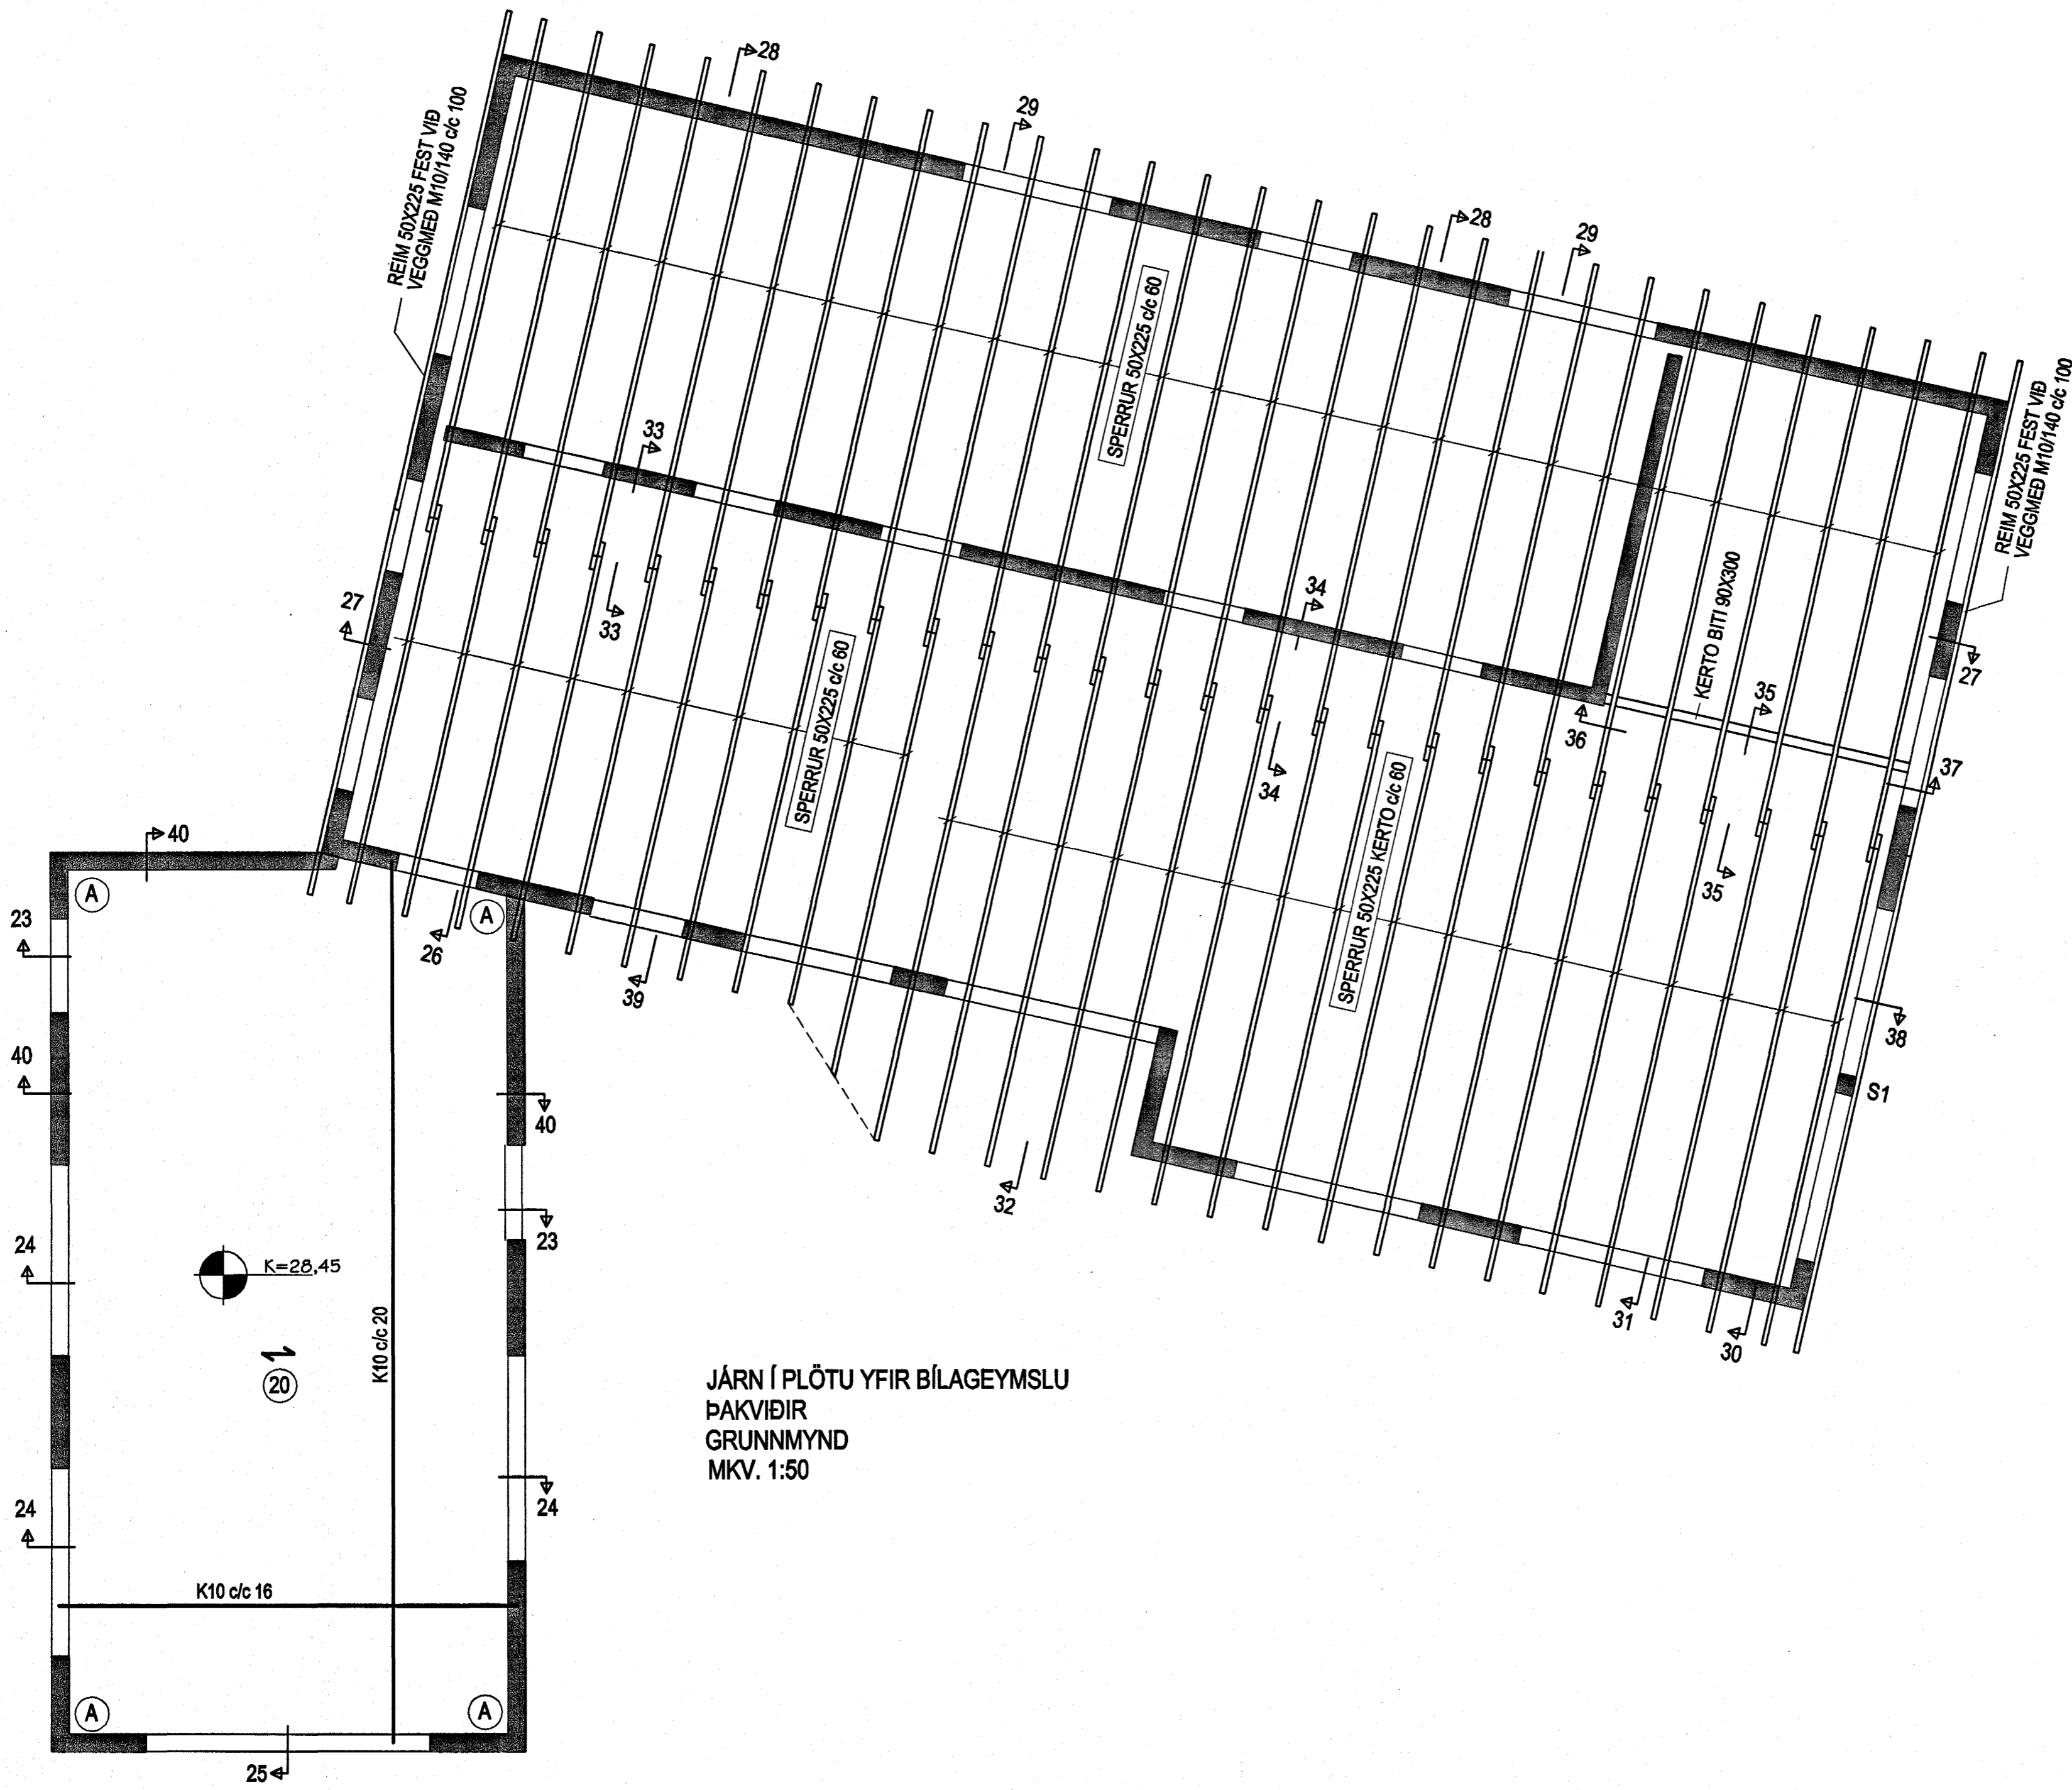 28
29
REIM 50X225 FEST VIÐ
VEGGMEÐ M10/140 c/c 100
28
29
SPERRUR 50X225 c/c 60
REIM 50X225 FEST VIÐ
VEGGMEÐ M10/140 c/c 100
33
33
34
34
27
KERTO BITI 90X300
27
35
35
36
37
SPERRUR 50X225 c/c 60
SPERRUR 50X225 KERTO c/c 60
40
A
A
23
26
39
38
S1
40
40
32
23
24
K=28,45
20
K10 c/c 20
31
30
JÁRN Í PLÖTU YFIR BÍLAGEYMSLU
ÞAKVIÐIR
GRUNNMYND
MKV. 1:50
24
24
K10 c/c 16
A
A
25